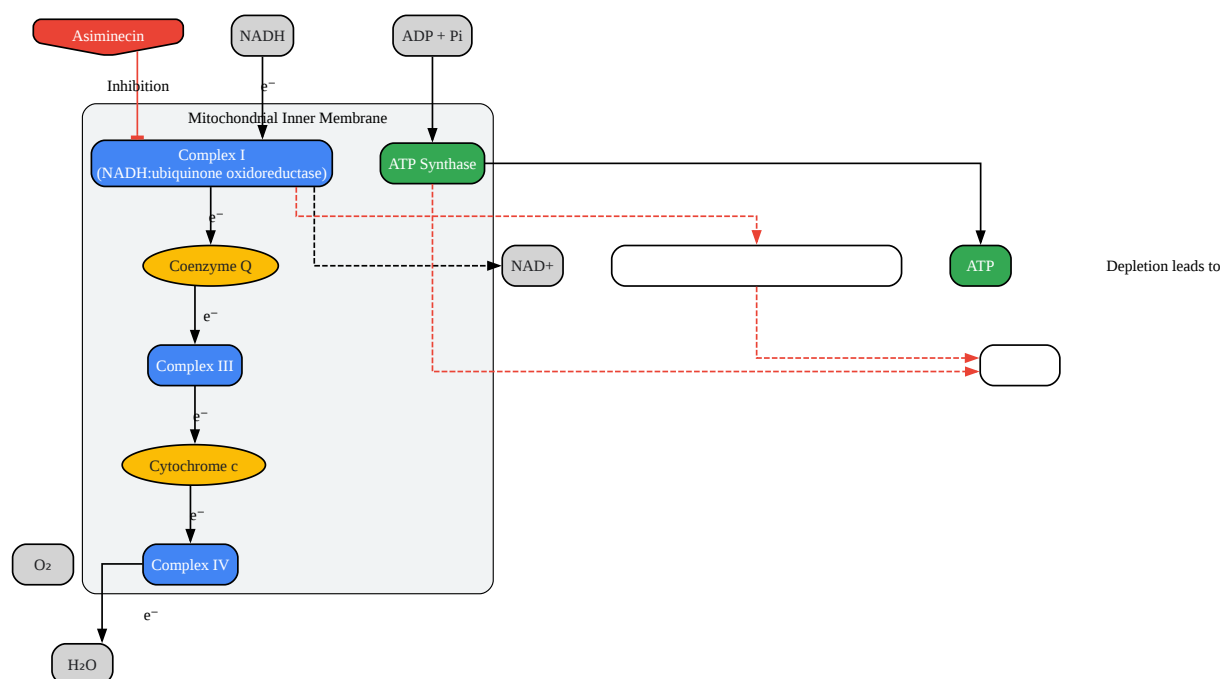 Asiminecin
NADH
ADP + Pi
Inhibition
e⁻
Mitochondrial Inner Membrane
Complex I
(NADH:ubiquinone oxidoreductase)
ATP Synthase
e⁻
Coenzyme Q
NAD+
ATP
Depletion leads to
e⁻
Complex III
e⁻
Cytochrome c
e⁻
O₂
Complex IV
e⁻
H₂O